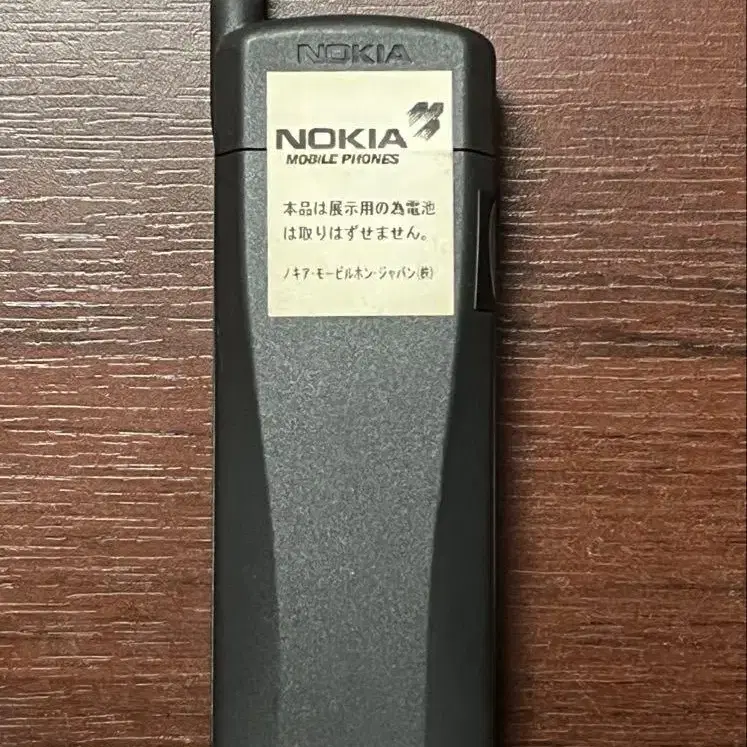 NOKIA
NOKIA
MOBILE PHONES
本品は展示用の為電池
は取りはずせません。
ノキア・モービルホン・ジャパン(株)